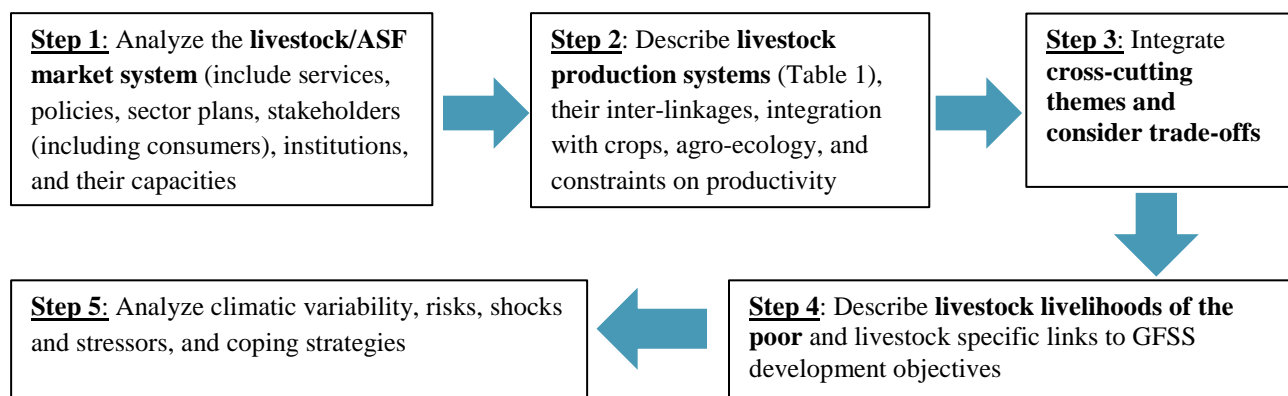 Step 1: Analyze the livestock/ASF
market system (include services,
policies, sector plans, stakeholders
(including consumers), institutions,
and their capacities
Step 2: Describe livestock
production systems (Table 1),
their inter-linkages, integration
with crops, agro-ecology, and
constraints on productivity
Step 3: Integrate
cross-cutting
themes and
consider trade-offs
Step 4: Describe livestock livelihoods of the
poor and livestock specific links to GFSS
development objectives
Step 5: Analyze climatic variability, risks, shocks
and stressors, and coping strategies